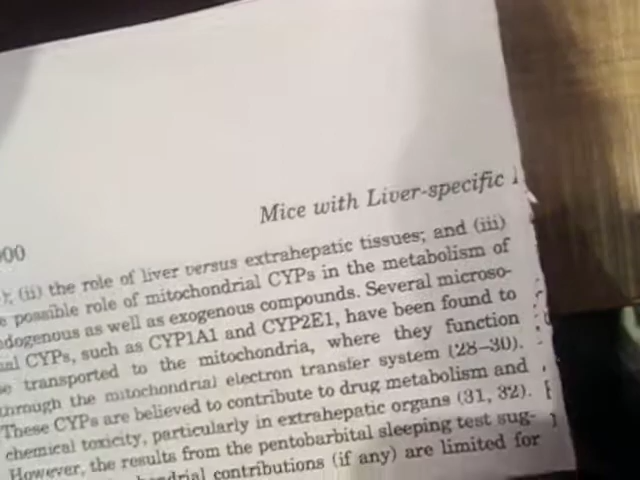 Mice with Liver-specific
00
); (ii) the role of liver versus extrahepatic tissues; and (iii)
possible role of mitochondrial CYPs in the metabolism of
dogenous as well as exogenous compounds. Several microso-
al CYPs, such as CYP1A1 and CYP2E1, have been found to
e transported to the mitochondria, where they function
through the mitochondrial electron transfer system (28–30).
These CYPs are believed to contribute to drug metabolism and
chemical toxicity, particularly in extrahepatic organs (31, 32).
However, the results from the pentobarbital sleeping test sug-
hondrial contributions (if any) are limited for